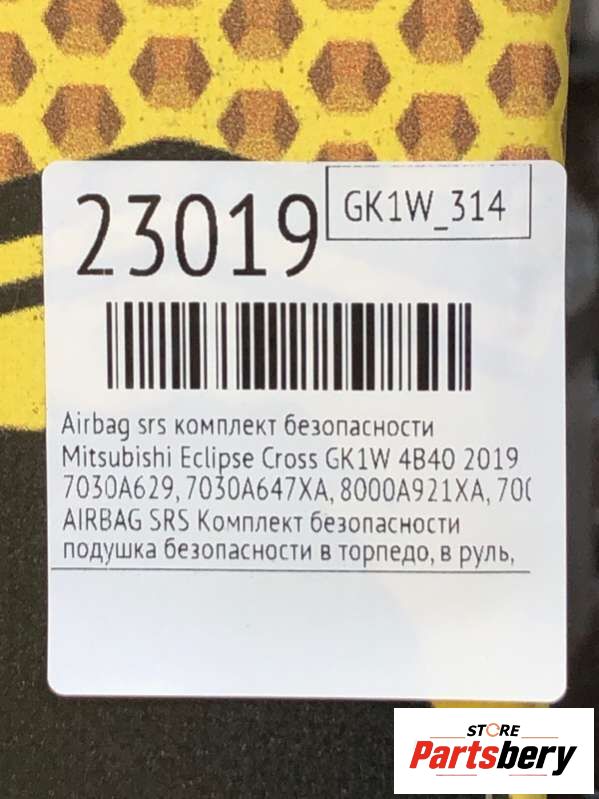 23019
GK1W_314
Airbag srs комплект безопасности
Mitsubishi Eclipse Cross GK1W 4B40 2019
7030A629, 7030A647XA, 8000A921XA, 700
AIRBAG SRS Комплект безопасности
подушка безопасности в торпедо, в руль,
STORE
Partsbery